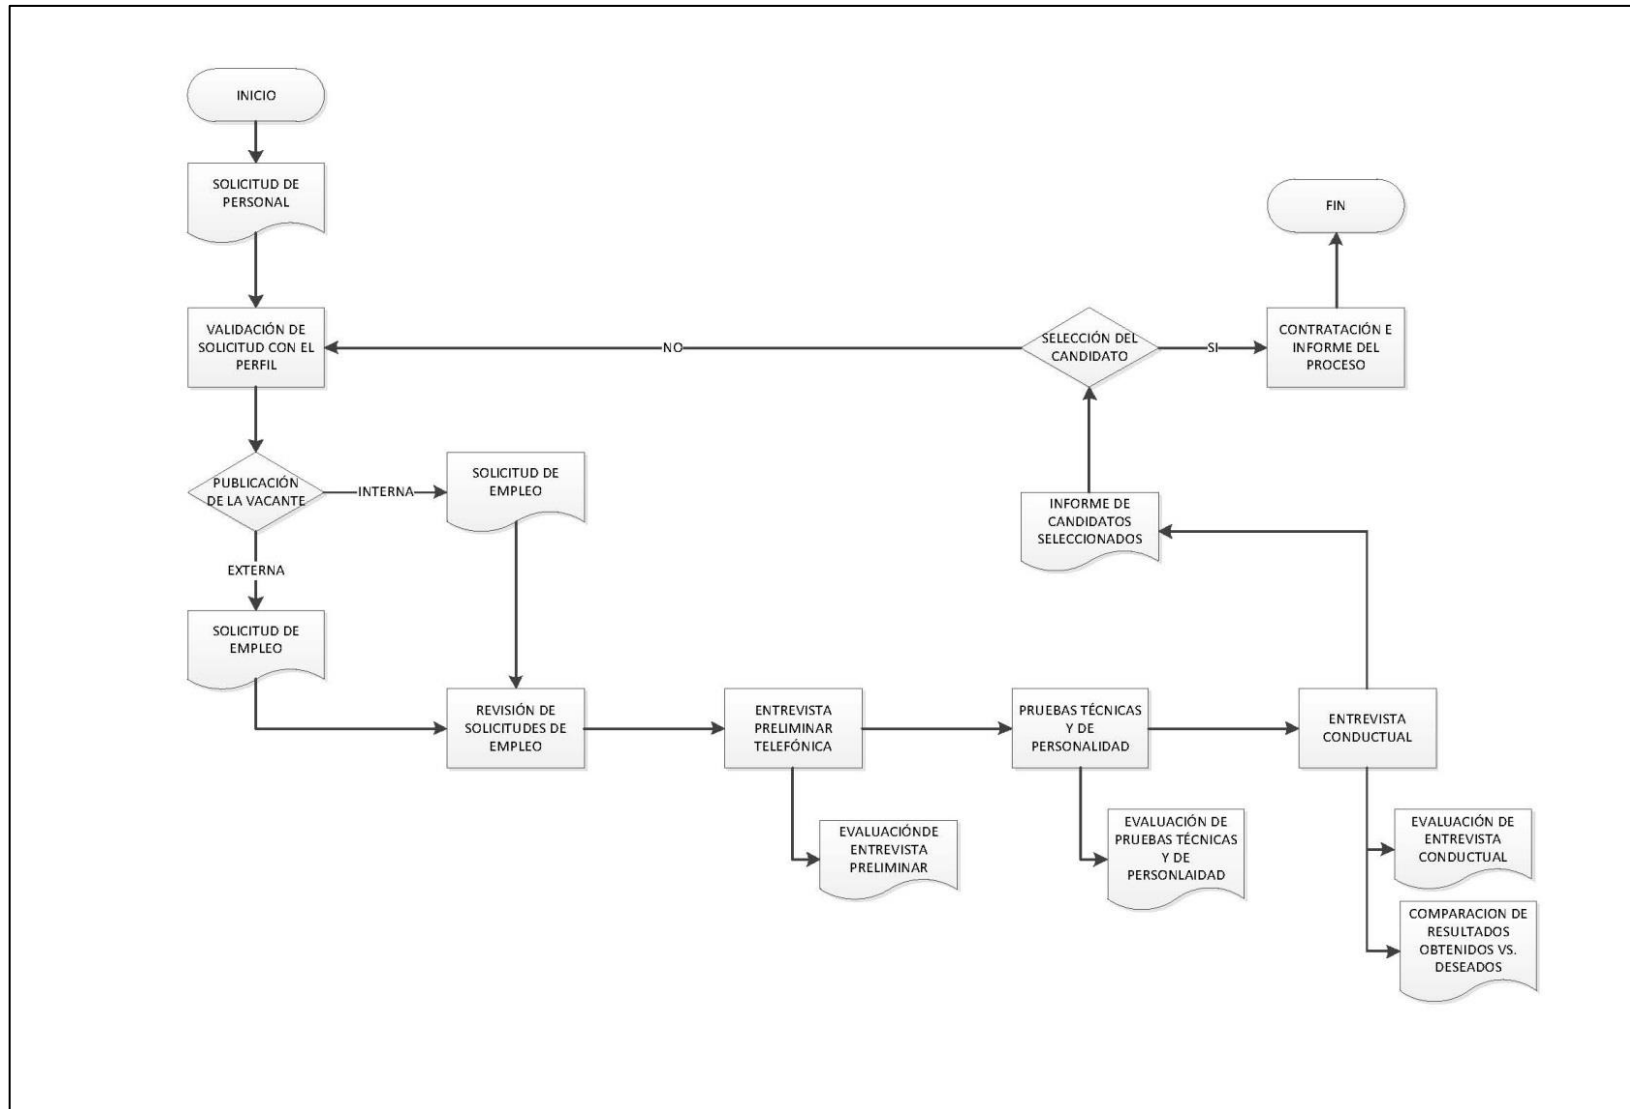 INICIO
SOLICITUD DE
PERSONAL
VALIDACIÓN DE
SOLICITUD CON EL
PERFIL
PUBLICACIÓN
DE LA VACANTE
INTERNA
SOLICITUD DE
EMPLEO
EXTERNA
SOLICITUD DE
EMPLEO
REVISIÓN DE
SOLICITUDES DE
EMPLEO
ENTREVISTA
PRELIMINAR
TELEFÓNICA
EVALUACIÓNDE
ENTREVISTA
PRELIMINAR
PRUEBAS TÉCNICAS
Y DE
PERSONALIDAD
EVALUACIÓN DE
PRUEBAS TÉCNICAS
Y DE
PERSONLAIDAD
ENTREVISTA
CONDUCTUAL
EVALUACIÓN DE
ENTREVISTA
CONDUCTUAL
COMPARACION DE
RESULTADOS
OBTENIDOS VS.
DESEADOS
INFORME DE
CANDIDATOS
SELECCIONADOS
SELECCIÓN DEL
CANDIDATO
NO
SI
CONTRATACIÓN E
INFORME DEL
PROCESO
FIN